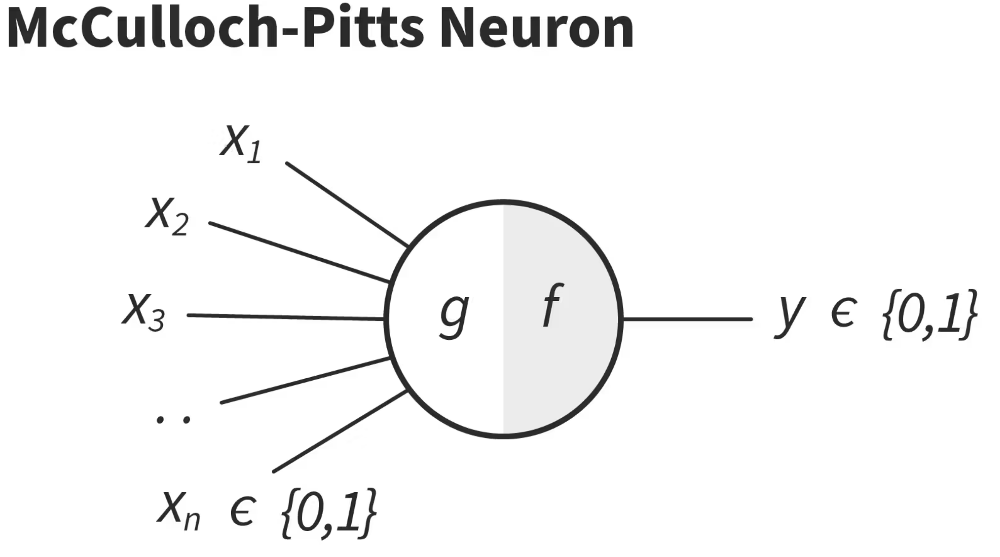 McCulloch-Pitts Neuron
x₁
x₂
x₃
g f
y ϵ {0,1}
. .
xₙ ϵ {0,1}